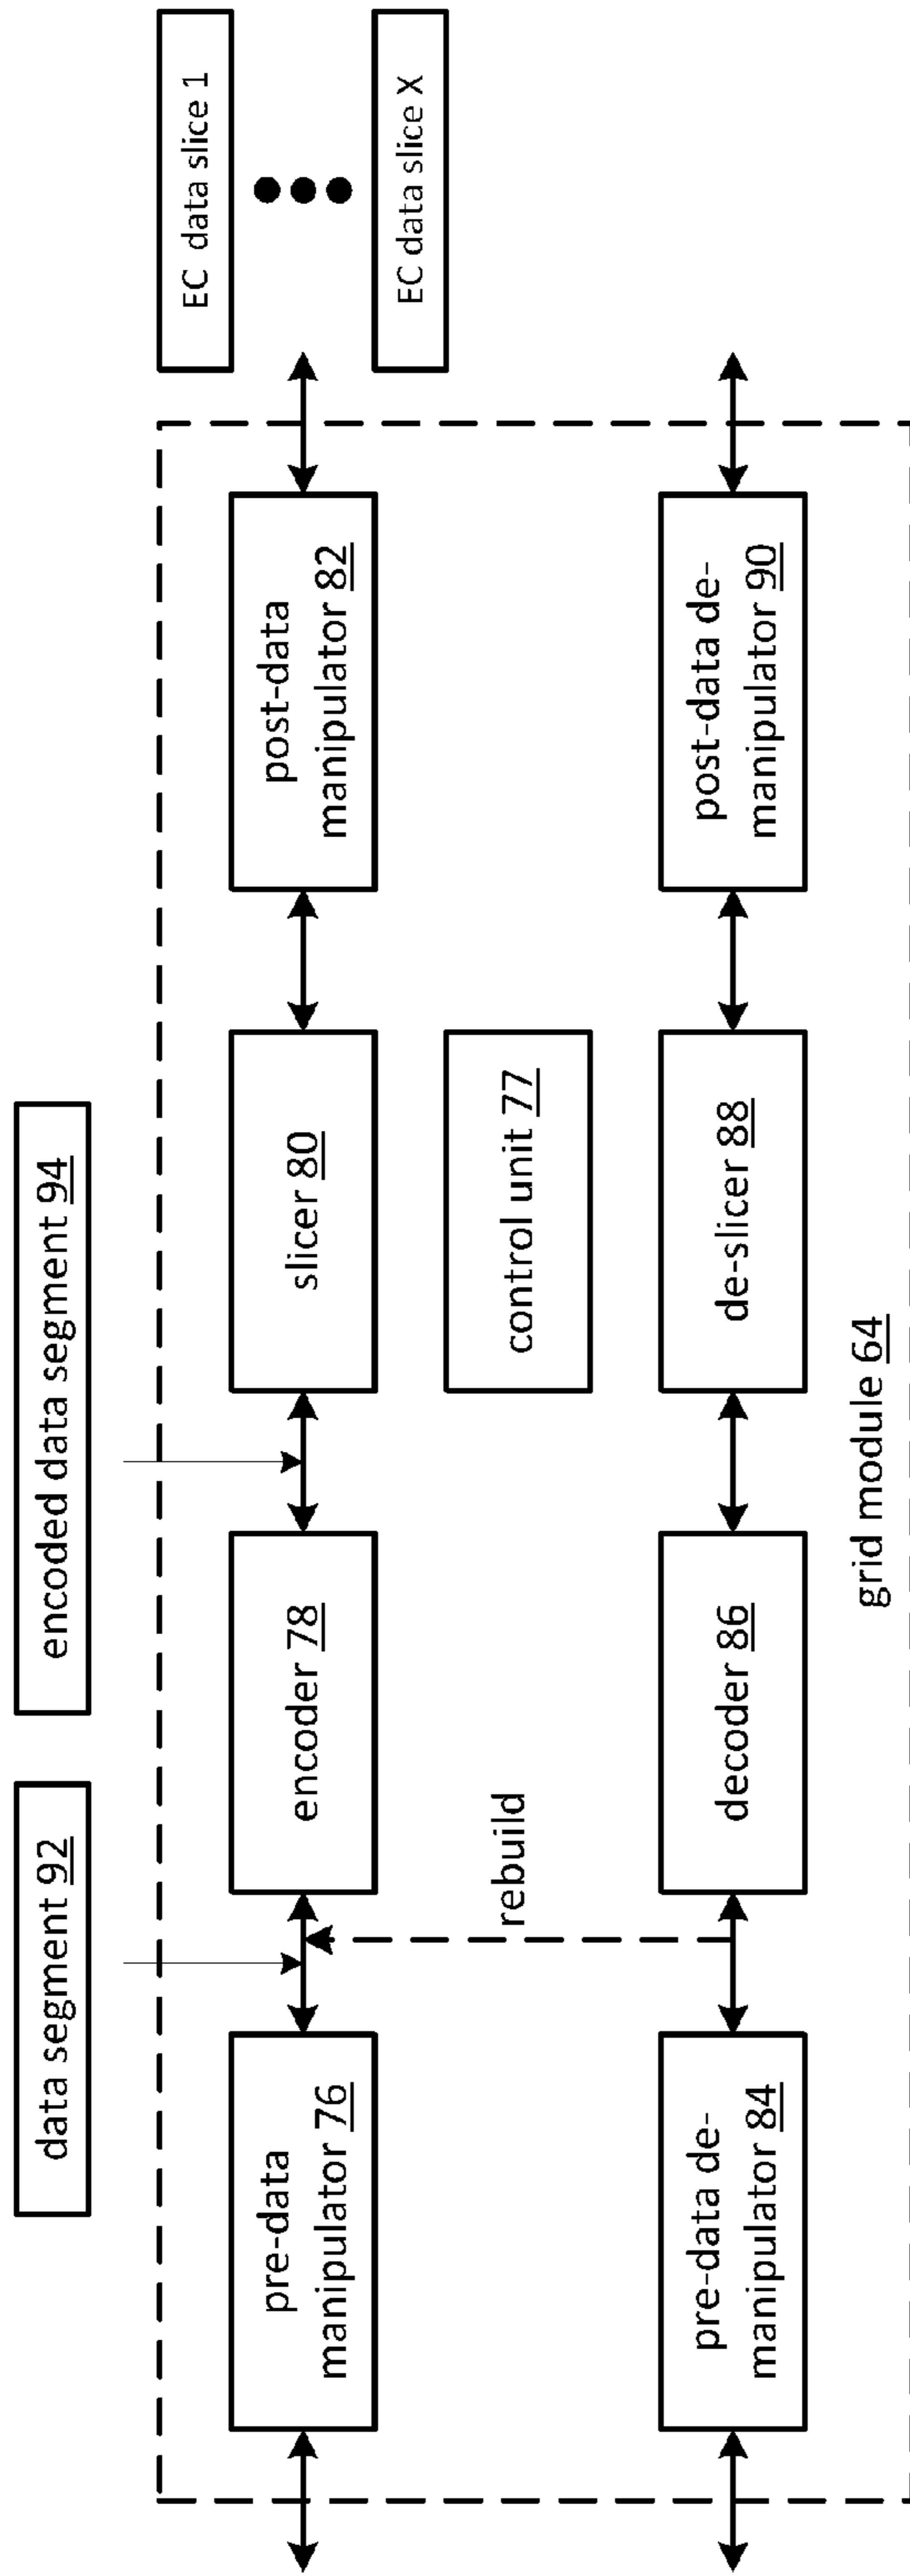 data segment 92
encoded data segment 94
pre-data
manipulator 76
encoder 78
slicer 80
post-data
manipulator 82
EC data slice 1
EC data slice X
rebuild
control unit 77
pre-data de-
manipulator 84
decoder 86
de-slicer 88
post-data de-
manipulator 90
grid module 64